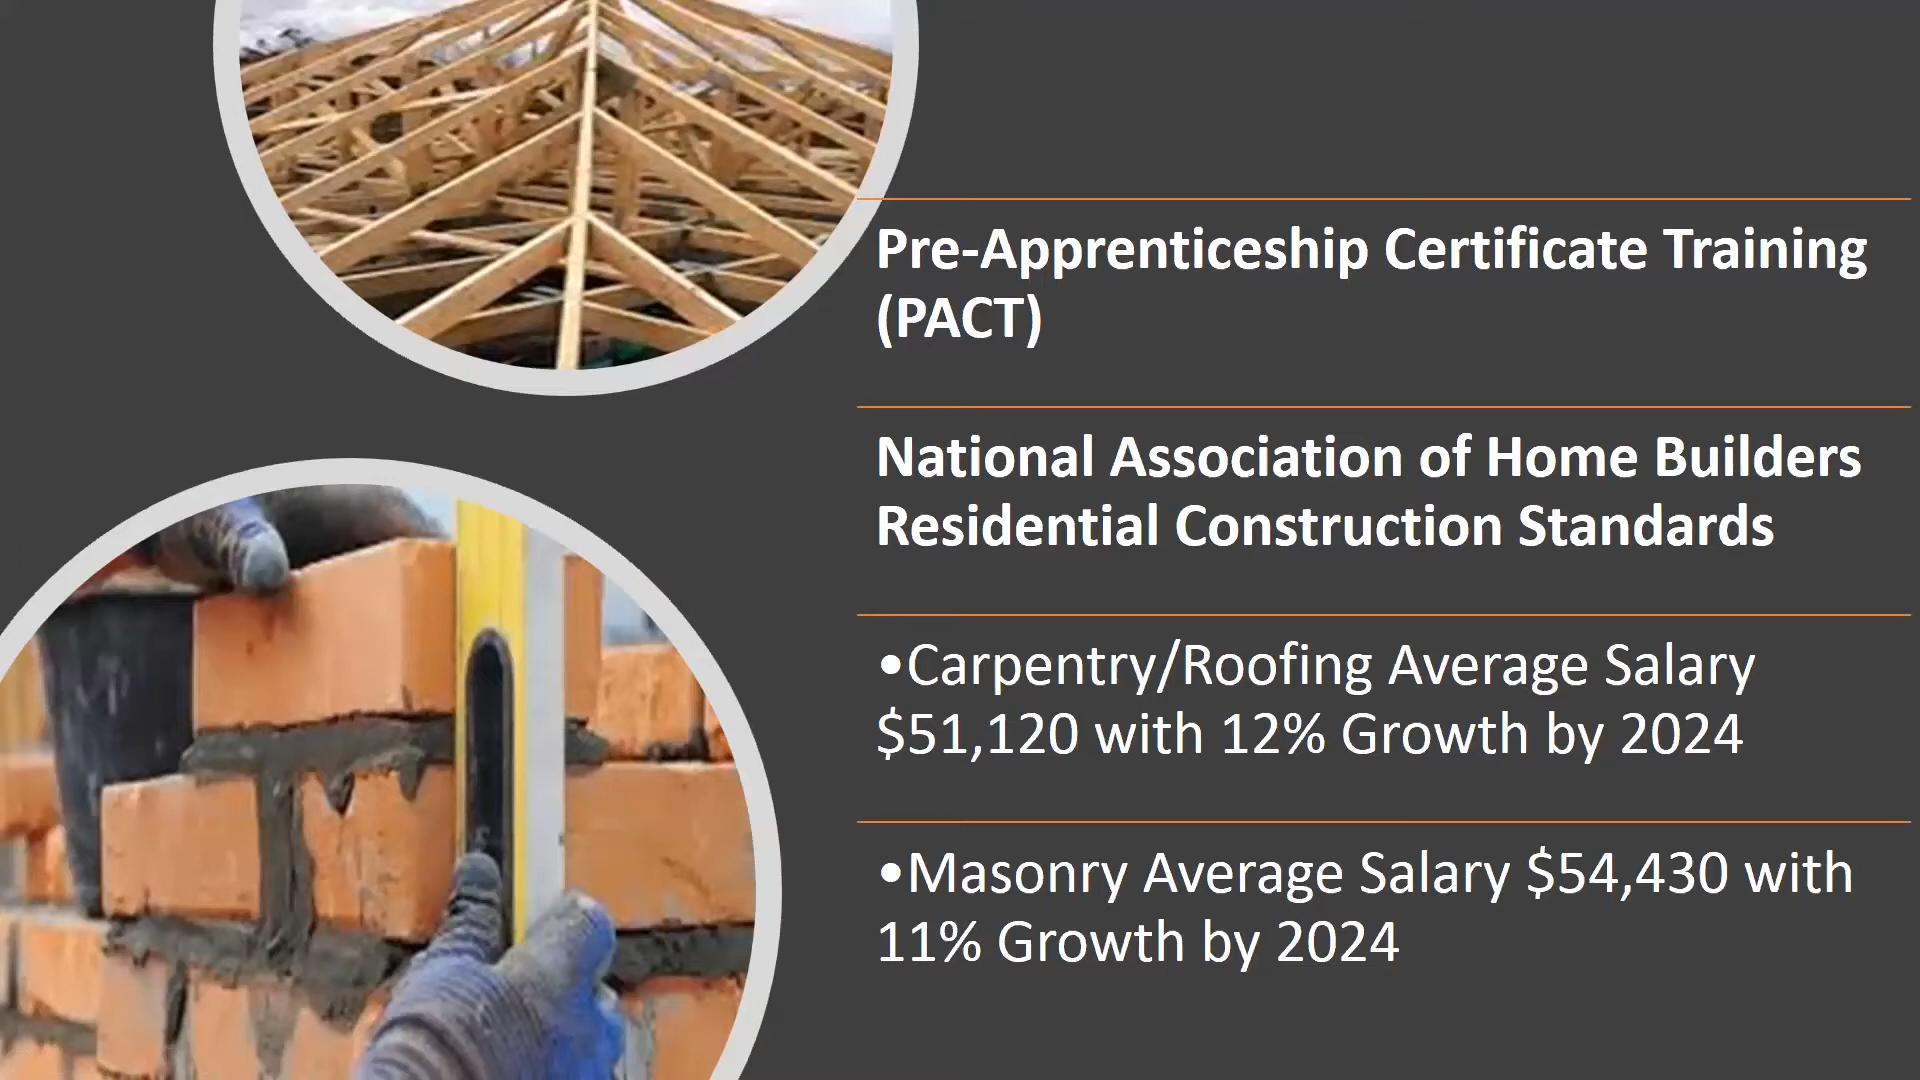 Pre-Apprenticeship Certificate Training
(PACT)
National Association of Home Builders
Residential Construction Standards
•Carpentry/Roofing Average Salary
$51,120 with 12% Growth by 2024
•Masonry Average Salary $54,430 with
11% Growth by 2024